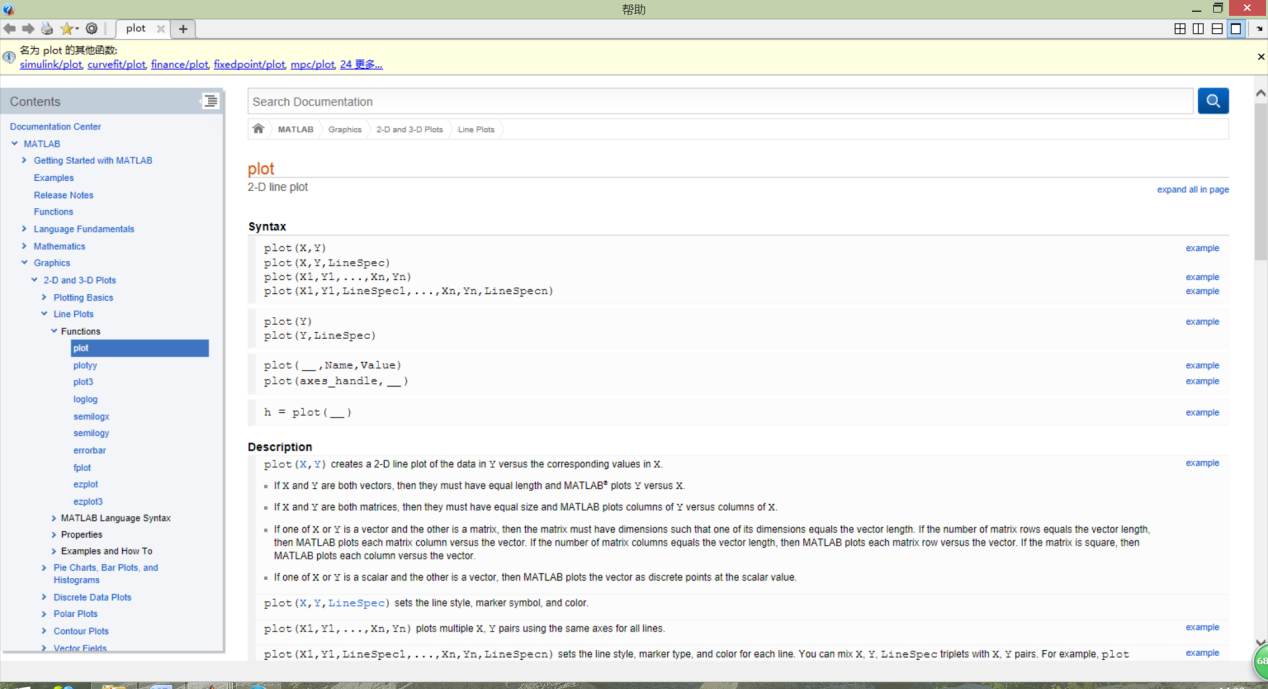 帮助
plot
名为 plot 的其他函数:
simulink/plot, curvefit/plot, finance/plot, fixedpoint/plot, mpc/plot, 24 更多...
Contents
Documentation Center
MATLAB
Getting Started with MATLAB
Examples
Release Notes
Functions
Language Fundamentals
Mathematics
Graphics
2-D and 3-D Plots
Plotting Basics
Line Plots
Functions
plot
plotyy
plot3
loglog
semilogx
semilogy
errorbar
fplot
ezplot
ezplot3
MATLAB Language Syntax
Properties
Examples and How To
Pie Charts, Bar Plots, and
Histograms
Discrete Data Plots
Polar Plots
Contour Plots
Vector Fields
Search Documentation
MATLAB Graphics 2-D and 3-D Plots Line Plots
plot
2-D line plot
expand all in page
Syntax
plot(X,Y) example
plot(X,Y,LineSpec)
plot(X1,Y1,...,Xn,Yn) example
plot(X1,Y1,LineSpec1,...,Xn,Yn,LineSpecn) example
plot(Y) example
plot(Y,LineSpec)
plot(__,Name,Value) example
plot(axes_handle,__) example
h = plot(__) example
Description
plot(X,Y) creates a 2-D line plot of the data in Y versus the corresponding values in X. example
If X and Y are both vectors, then they must have equal length and MATLAB® plots Y versus X.
If X and Y are both matrices, then they must have equal size and MATLAB plots columns of Y versus columns of X.
If one of X or Y is a vector and the other is a matrix, then the matrix must have dimensions such that one of its dimensions equals the vector length. If the number of matrix rows equals the vector length,
then MATLAB plots each matrix column versus the vector. If the number of matrix columns equals the vector length, then MATLAB plots each matrix row versus the vector. If the matrix is square, then
MATLAB plots each column versus the vector.
If one of X or Y is a scalar and the other is a vector, then MATLAB plots the vector as discrete points at the scalar value.
plot(X,Y,LineSpec) sets the line style, marker symbol, and color.
plot(X1,Y1,...,Xn,Yn) plots multiple X, Y pairs using the same axes for all lines. example
plot(X1,Y1,LineSpec1,...,Xn,Yn,LineSpecn) sets the line style, marker type, and color for each line. You can mix X, Y, LineSpec triplets with X, Y pairs. For example, plot example